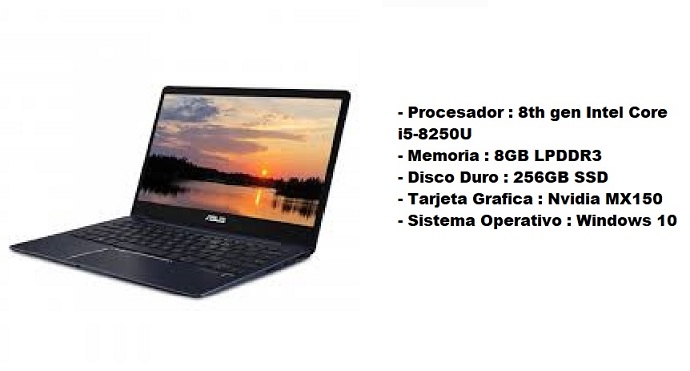 ASUS
- Procesador : 8th gen Intel Core
i5-8250U
- Memoria : 8GB LPDDR3
- Disco Duro : 256GB SSD
- Tarjeta Grafica : Nvidia MX150
- Sistema Operativo : Windows 10